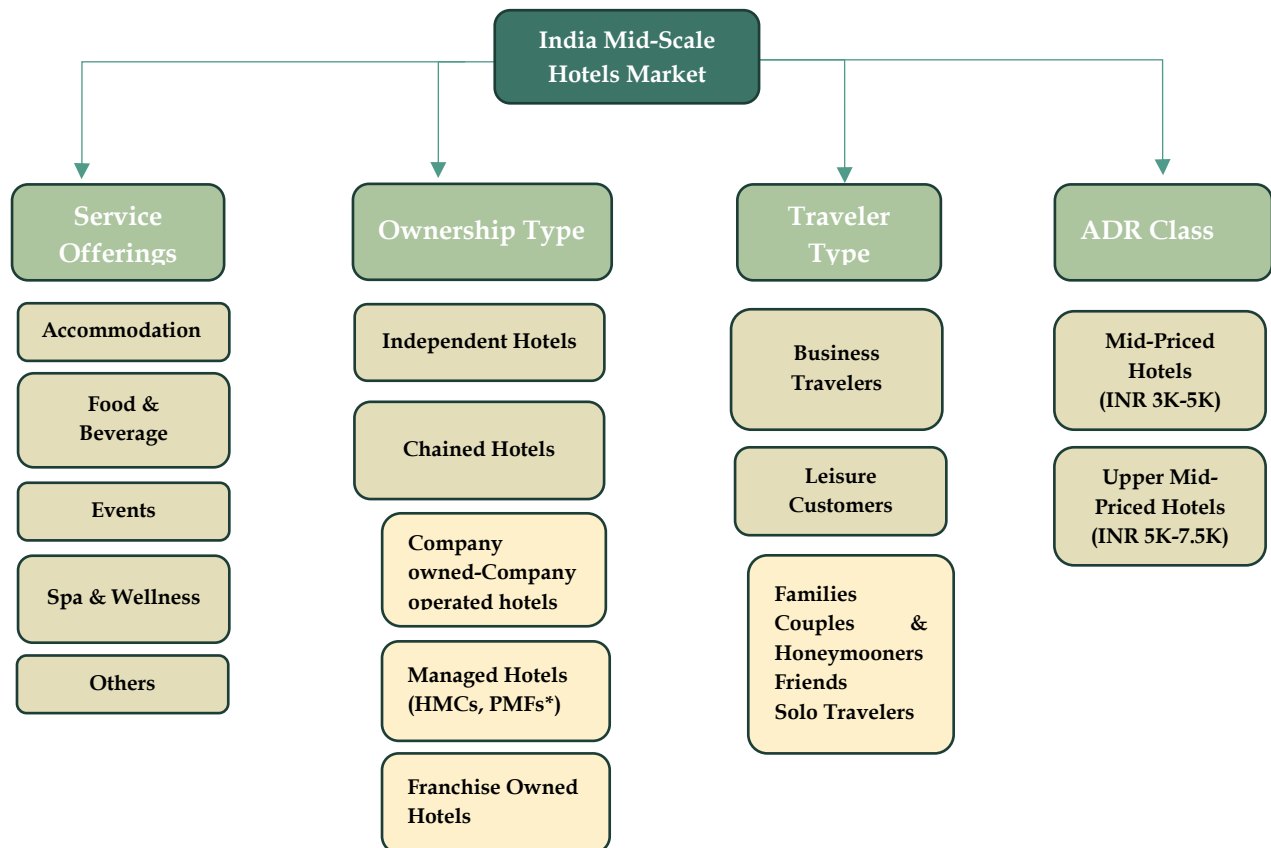 India Mid-Scale
Hotels Market
Service
Offerings
Accommodation
Food &
Beverage
Events
Spa & Wellness
Others
Ownership Type
Independent Hotels
Chained Hotels
Company
owned-Company
operated hotels
Managed Hotels
(HMCs, PMFs*)
Franchise Owned
Hotels
Traveler
Type
Business
Travelers
Leisure
Customers
Families
Couples &
Honeymooners
Friends
Solo Travelers
ADR Class
Mid-Priced
Hotels
(INR 3K-5K)
Upper Mid-
Priced Hotels
(INR 5K-7.5K)